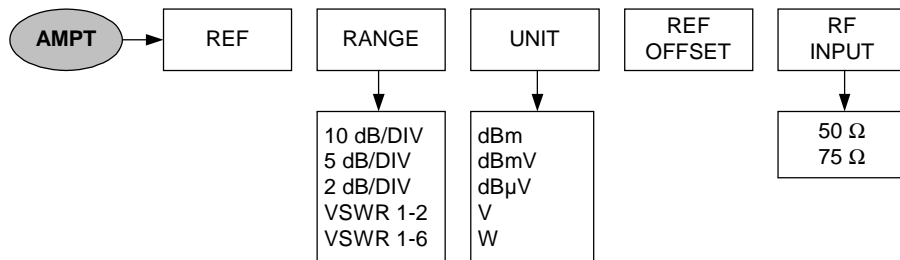 AMPT
REF
RANGE
UNIT
REF
OFFSET
RF
INPUT
10 dB/DIV
5 dB/DIV
2 dB/DIV
VSWR 1-2
VSWR 1-6
dBm
dBmV
dBµV
V
W
50 Ω
75 Ω